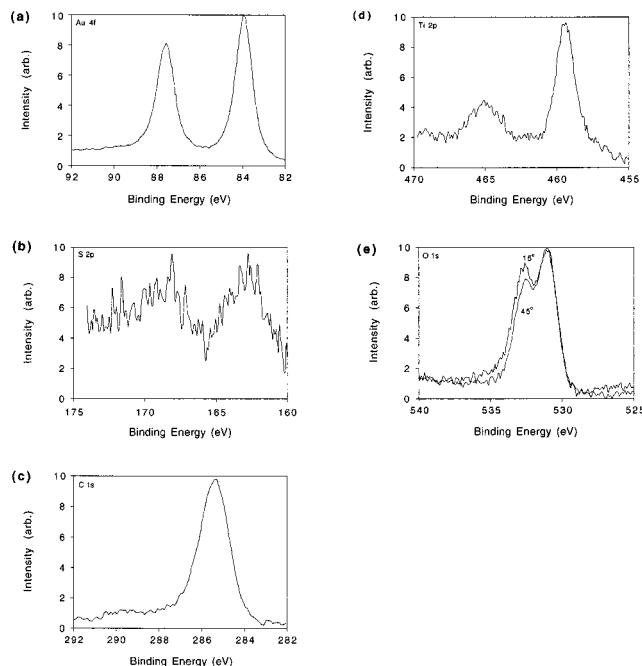 (a)
Au 4f
Intensity (arb.)
10
8
6
4
2
0
92 90 88 86 84 82
Binding Energy (eV)
(b)
S 2p
Intensity (arb.)
10
8
6
4
2
0
175 170 165 160
Binding Energy (eV)
(c)
C 1s
Intensity (arb.)
10
8
6
4
2
0
292 290 288 286 284 282
Binding Energy (eV)
(d)
Ti 2p
Intensity (arb.)
10
8
6
4
2
0
470 465 460 455
Binding Energy (eV)
(e)
O 1s
15°
45°
Intensity (arb.)
10
8
6
4
2
0
540 535 530 525
Binding Energy (eV)